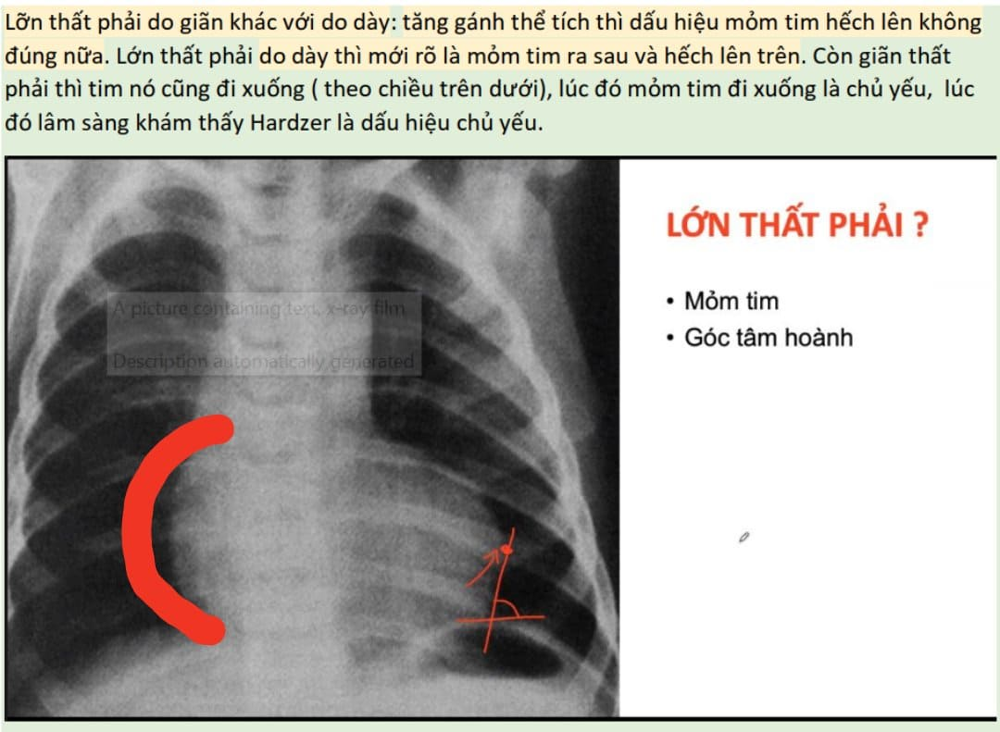 Lỡn thất phải do giãn khác với do dày: tăng gánh thể tích thì dấu hiệu mỏm tim hếch lên không
đúng nữa. Lớn thất phải do dày thì mới rõ là mỏm tim ra sau và hếch lên trên. Còn giãn thất
phải thì tim nó cũng đi xuống ( theo chiều trên dưới), lúc đó mỏm tim đi xuống là chủ yếu, lúc
đó lâm sàng khám thấy Hardzer là dấu hiệu chủ yếu.
LỚN THẤT PHẢI ?
• Mỏm tim
• Góc tâm hoành
A picture containing text, x-ray film
Description automatically generated